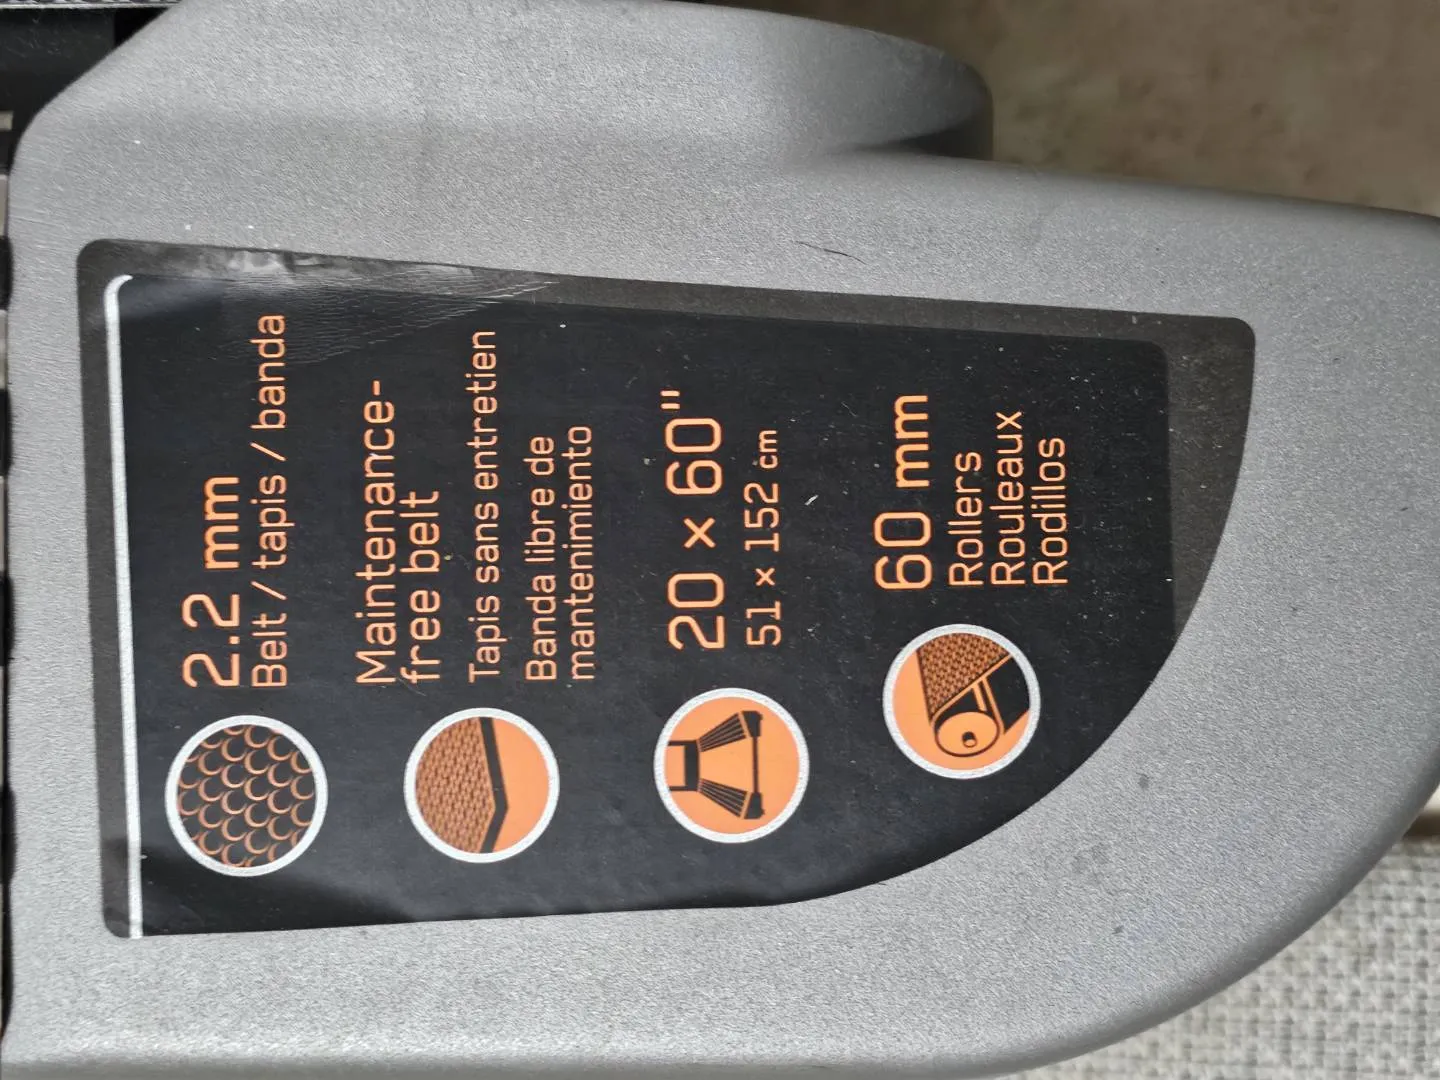 2.2 mm
Belt / tapis / banda
Maintenance-
free belt
Tapis sans entretien
Banda libre de
mantenimiento
20 x 60"
51 x 152 cm
60 mm
Rollers
Rouleaux
Rodillos